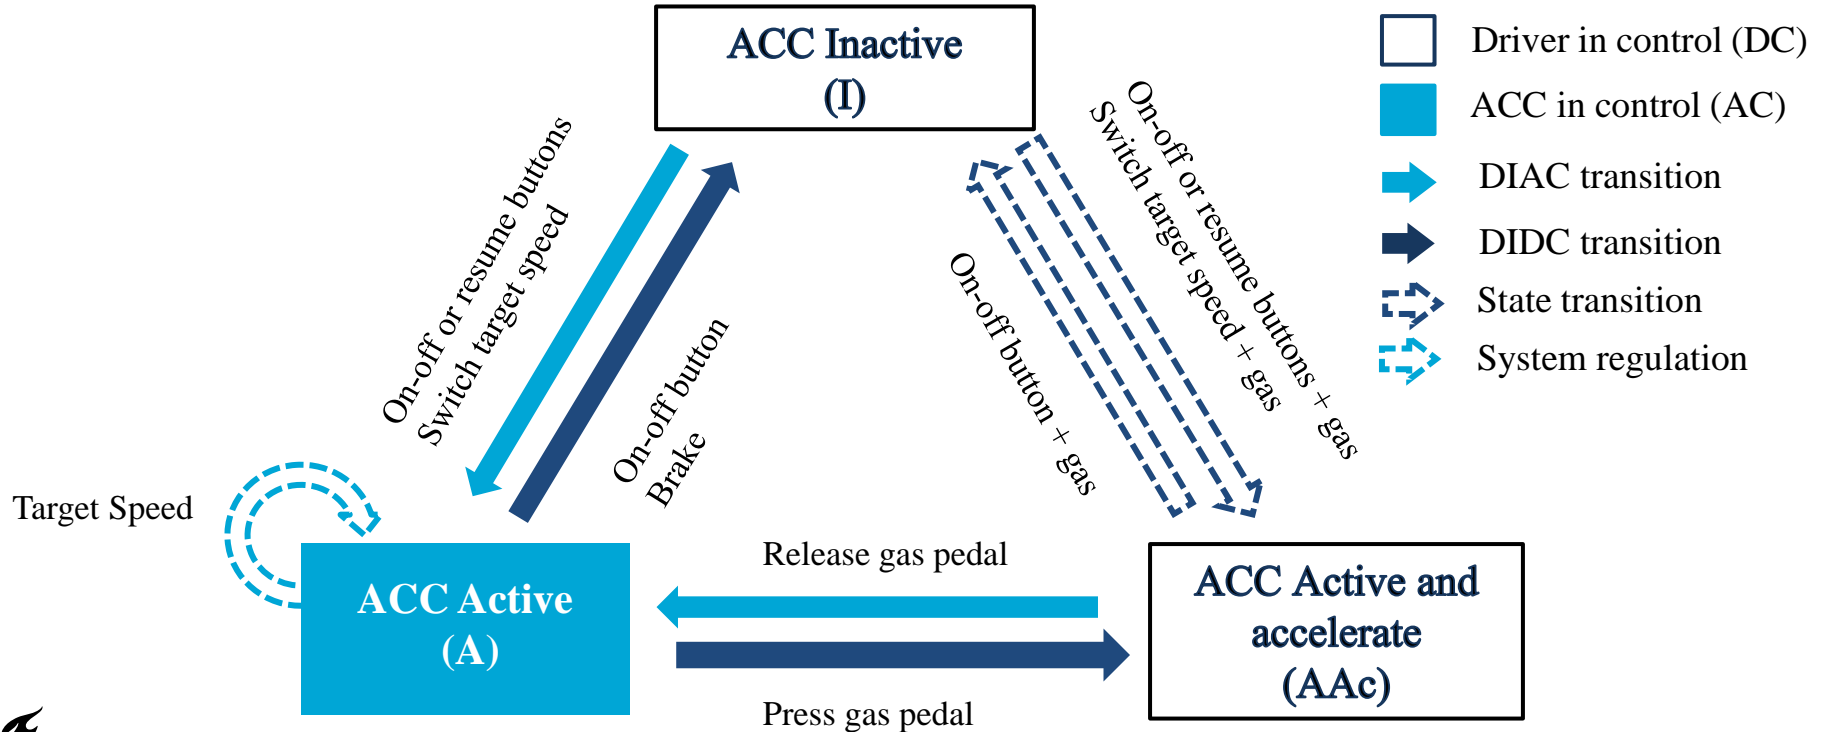 ACC Inactive
(I)
Driver in control (DC)
ACC in control (AC)
DIAC transition
DIDC transition
State transition
System regulation
On-off or resume buttons
Switch target speed
On-off button
Brake
On-off button + gas
On-off or resume buttons + gas
Switch target speed + gas
Target Speed
ACC Active
(A)
Release gas pedal
Press gas pedal
ACC Active and
accelerate
(AAc)